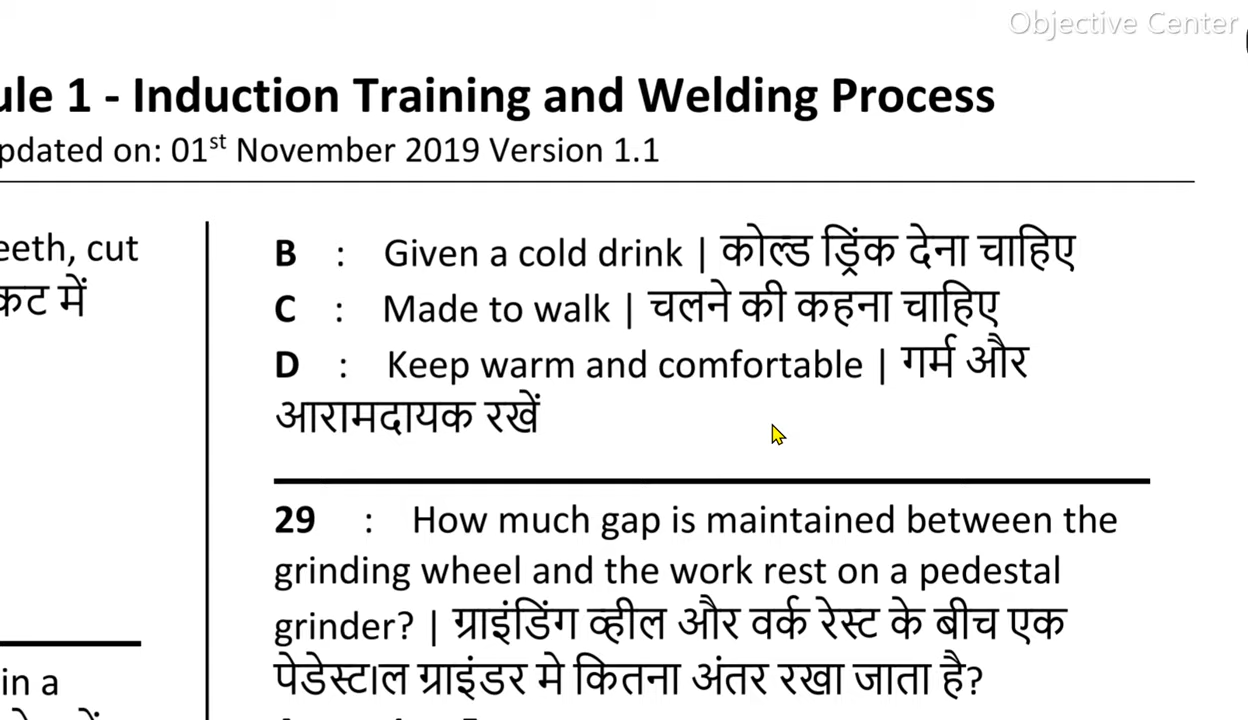 Objective Center
ule 1 - Induction Training and Welding Process
pdated on: 01st November 2019 Version 1.1
eeth, cut
कट में
B : Given a cold drink | कोल्ड ड्रिंक देना चाहिए
C : Made to walk | चलने की कहना चाहिए
D : Keep warm and comfortable | गर्म और
आरामदायक रखें
in a
29 : How much gap is maintained between the
grinding wheel and the work rest on a pedestal
grinder? | ग्राइंडिंग व्हील और वर्क रेस्ट के बीच एक
पेडेस्टाल ग्राइंडर मे कितना अंतर रखा जाता है?